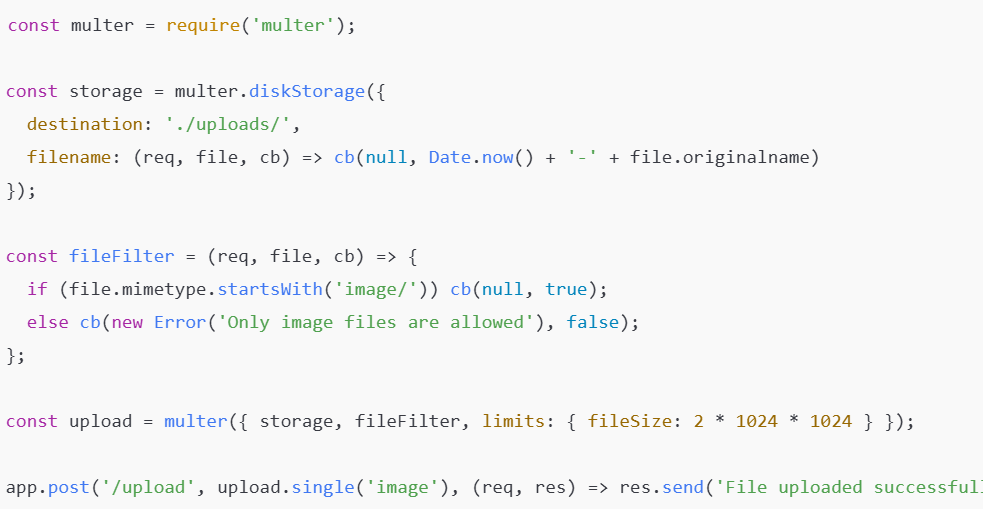 const multer = require('multer');
const storage = multer.diskStorage({
  destination: './uploads/',
  filename: (req, file, cb) => cb(null, Date.now() + '-' + file.originalname)
});
const fileFilter = (req, file, cb) => {
  if (file.mimetype.startsWith('image/')) cb(null, true);
  else cb(new Error('Only image files are allowed'), false);
};
const upload = multer({ storage, fileFilter, limits: { fileSize: 2 * 1024 * 1024 } });
app.post('/upload', upload.single('image'), (req, res) => res.send('File uploaded